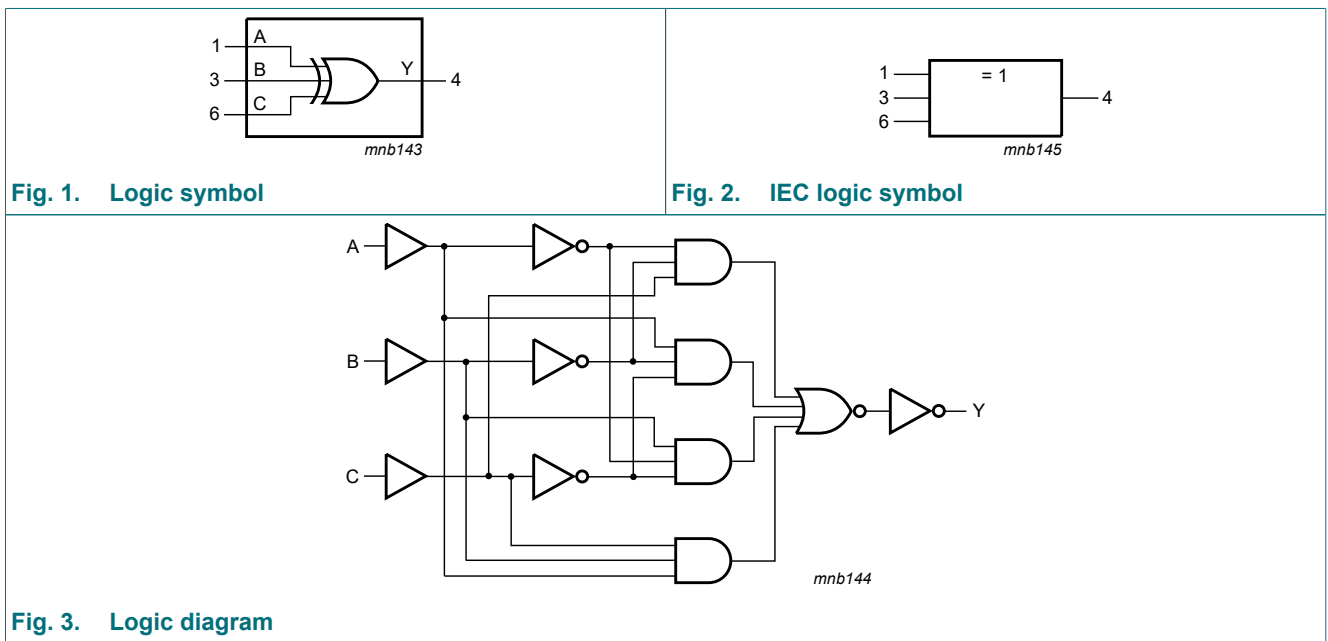 A
1
B
3
C
6
Y
4
mnb143
Fig. 1. Logic symbol
= 1
1
3
6
4
mnb145
Fig. 2. IEC logic symbol
A
B
C
Y
mnb144
Fig. 3. Logic diagram